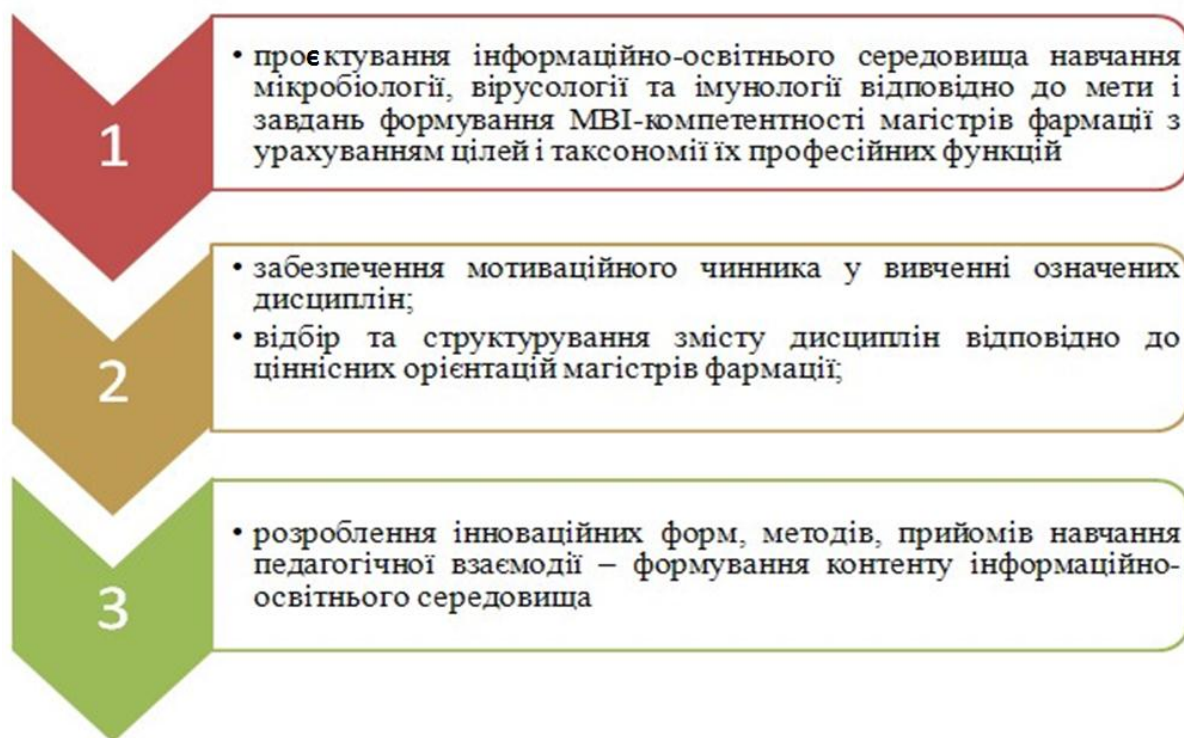 1
• проєктування інформаційно-освітнього середовища навчання
мікробіології, вірусології та імунології відповідно до мети і
завдань формування МВІ-компетентності магістрів фармації з
урахуванням цілей і таксономії їх професійних функцій
2
• забезпечення мотиваційного чинника у вивченні означених
дисциплін;
• відбір та структурування змісту дисциплін відповідно до
ціннісних орієнтацій магістрів фармації;
3
• розроблення інноваційних форм, методів, прийомів навчання
педагогічної взаємодії – формування контенту інформаційно-
освітнього середовища